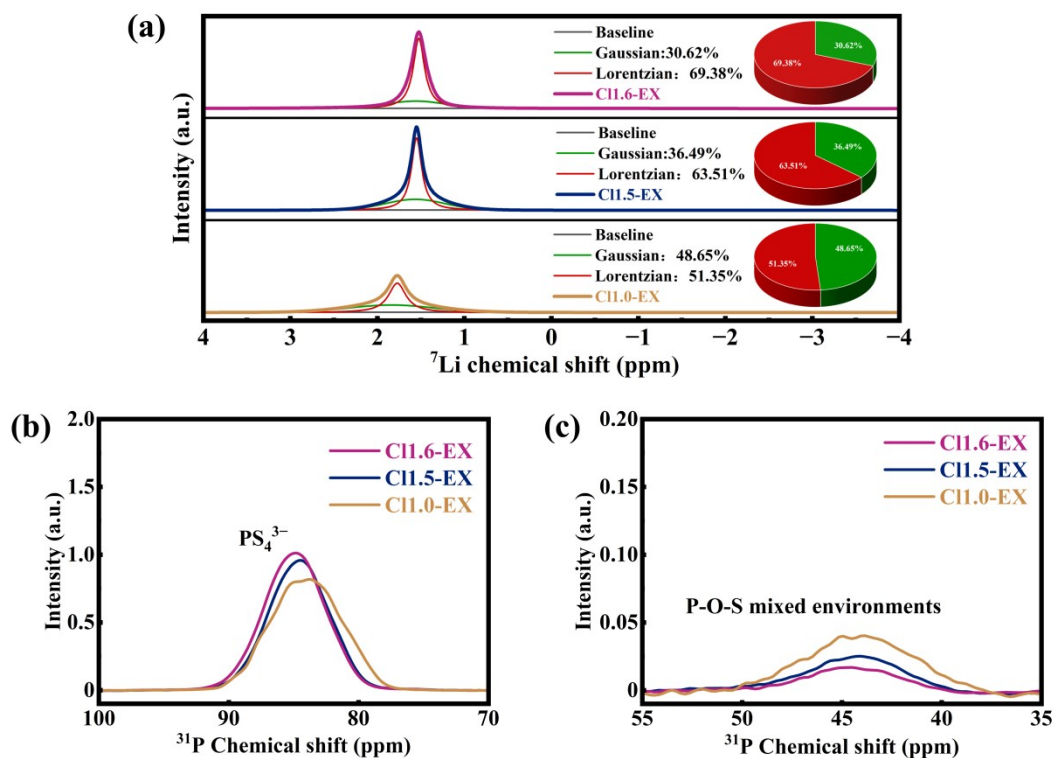 (a)
Intensity (a.u.)
Baseline
Gaussian:30.62%
Lorentzian: 69.38%
Cl1.6-EX
30.62%
69.38%
Baseline
Gaussian:36.49%
Lorentzian: 63.51%
Cl1.5-EX
36.49%
63.51%
Baseline
Gaussian: 48.65%
Lorentzian: 51.35%
Cl1.0-EX
48.65%
51.35%
4 3 2 1 0 −1 −2 −3 −4
⁷Li chemical shift (ppm)
(b)
Intensity (a.u.)
2.0
1.5
1.0
0.5
0
Cl1.6-EX
Cl1.5-EX
Cl1.0-EX
PS₄³⁻
100 90 80 70
³¹P Chemical shift (ppm)
(c)
Intensity (a.u.)
0.20
0.15
0.10
0.05
0
Cl1.6-EX
Cl1.5-EX
Cl1.0-EX
P-O-S mixed environments
55 50 45 40 35
³¹P Chemical shift (ppm)